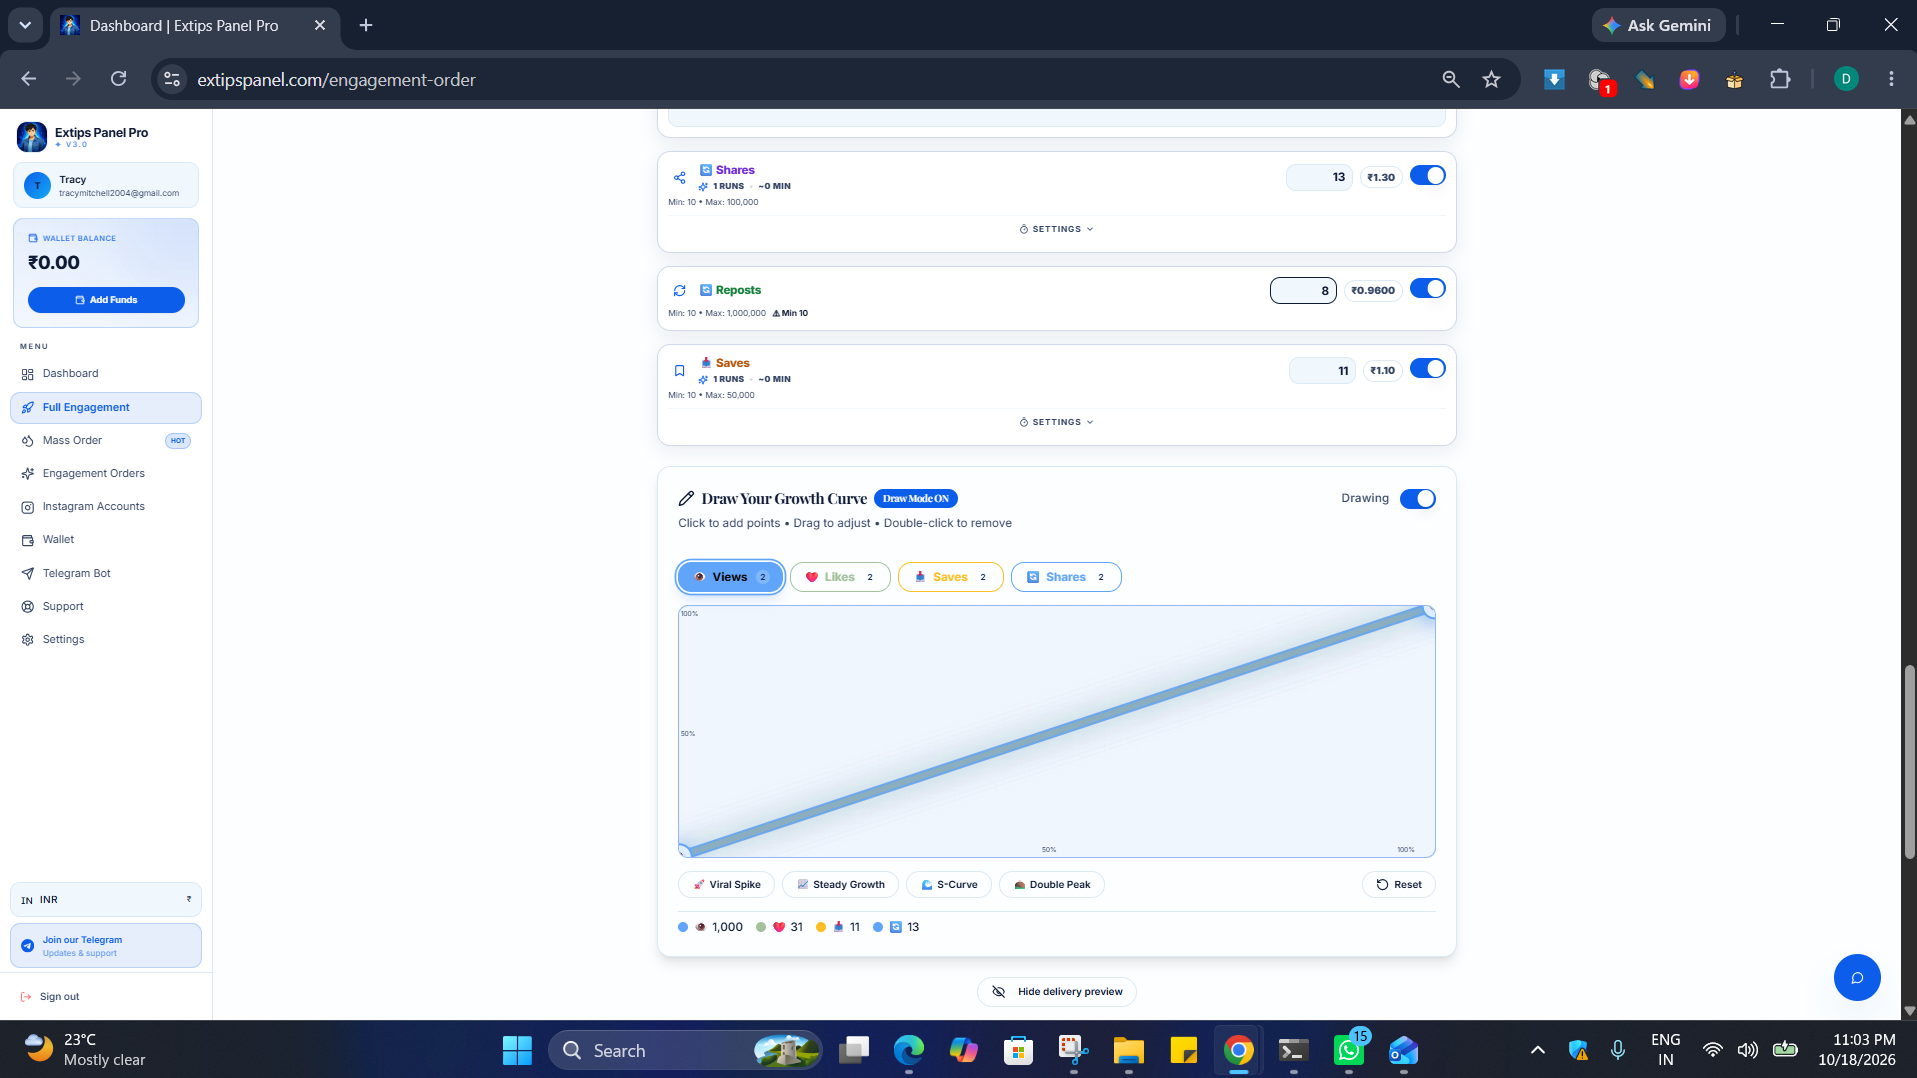 Dashboard | Extips Panel Pro
Ask Gemini
extipspanel.com/engagement-order
1
D
Extips Panel Pro
V3.0
T
Tracy
tracymitchell2004@gmail.com
WALLET BALANCE
₹0.00
Add Funds
MENU
Dashboard
Full Engagement
Mass Order
HOT
Engagement Orders
Instagram Accounts
Wallet
Telegram Bot
Support
Settings
IN INR ₹
Join our Telegram
Updates & support
Sign out
Shares
1 RUNS • ~0 MIN
Min: 10 • Max: 100,000
13
₹1.30
SETTINGS
Reposts
Min: 10 • Max: 1,000,000 ⚠ Min 10
8
₹0.9600
Saves
1 RUNS • ~0 MIN
Min: 10 • Max: 50,000
11
₹1.10
SETTINGS
Draw Your Growth Curve
Draw Mode ON
Drawing
Click to add points • Drag to adjust • Double-click to remove
Views 2
Likes 2
Saves 2
Shares 2
100%
50%
50%
100%
Viral Spike
Steady Growth
S-Curve
Double Peak
Reset
1,000
31
11
13
Hide delivery preview
23°C
Mostly clear
Search
15
ENG
IN
11:03 PM
10/18/2026